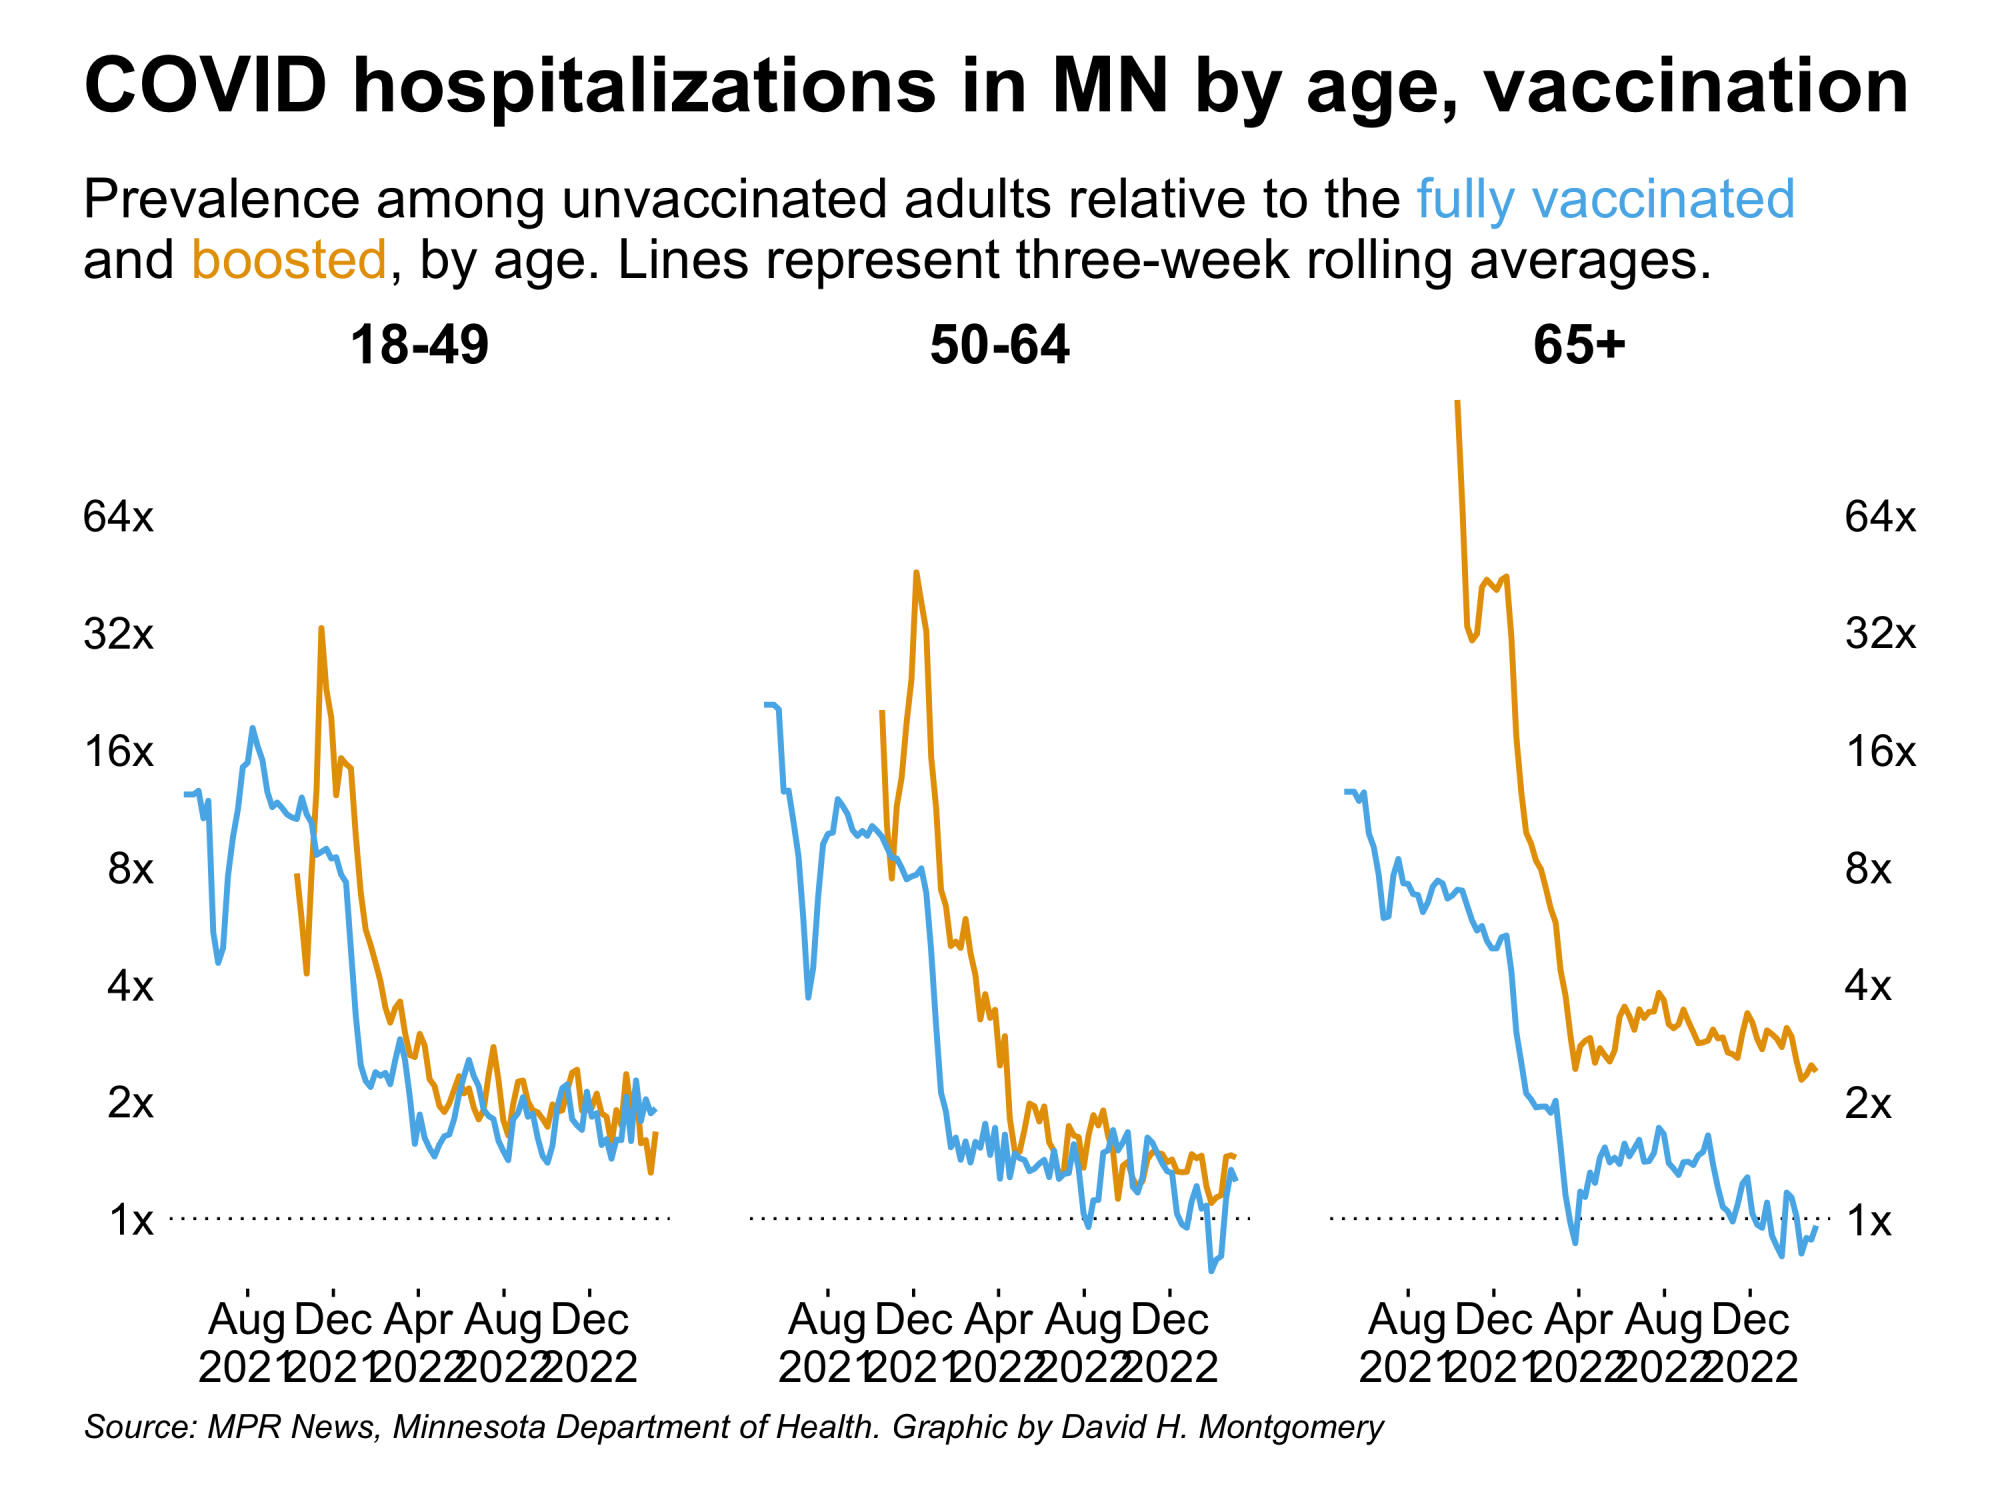 COVID hospitalizations in MN by age, vaccination
Prevalence among unvaccinated adults relative to the fully vaccinated
and boosted, by age. Lines represent three-week rolling averages.
18-49 50-64 65+
64x 64x
32x 32x
16x 16x
8x 8x
4x 4x
2x 2x
1x 1x
Aug Dec Apr Aug Dec Aug Dec Apr Aug Dec Aug Dec Apr Aug Dec
2021 2021 2022 2022 2022 2021 2021 2022 2022 2022 2021 2021 2022 2022 2022
Source: MPR News, Minnesota Department of Health. Graphic by David H. Montgomery